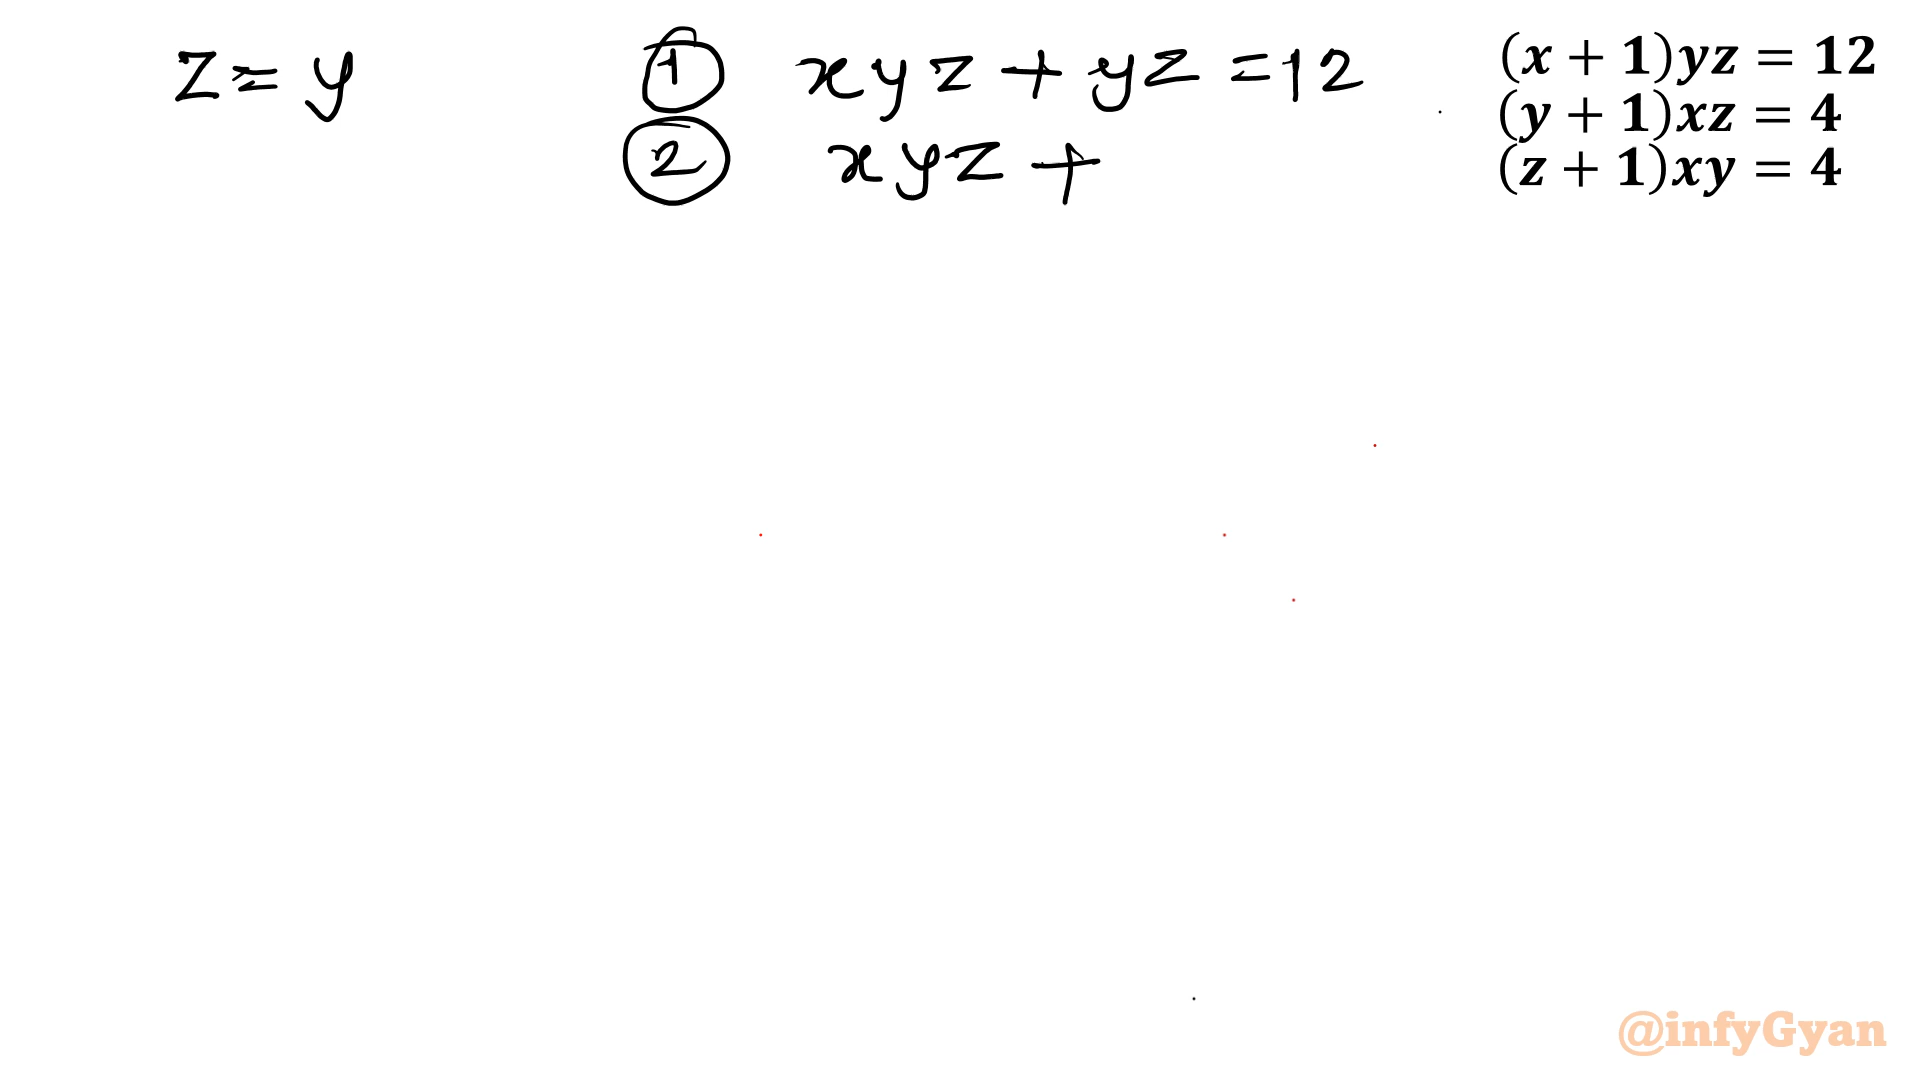 z = y
① xyz + yz = 12
② xyz +
(x + 1)yz = 12
(y + 1)xz = 4
(z + 1)xy = 4
@infyGyan